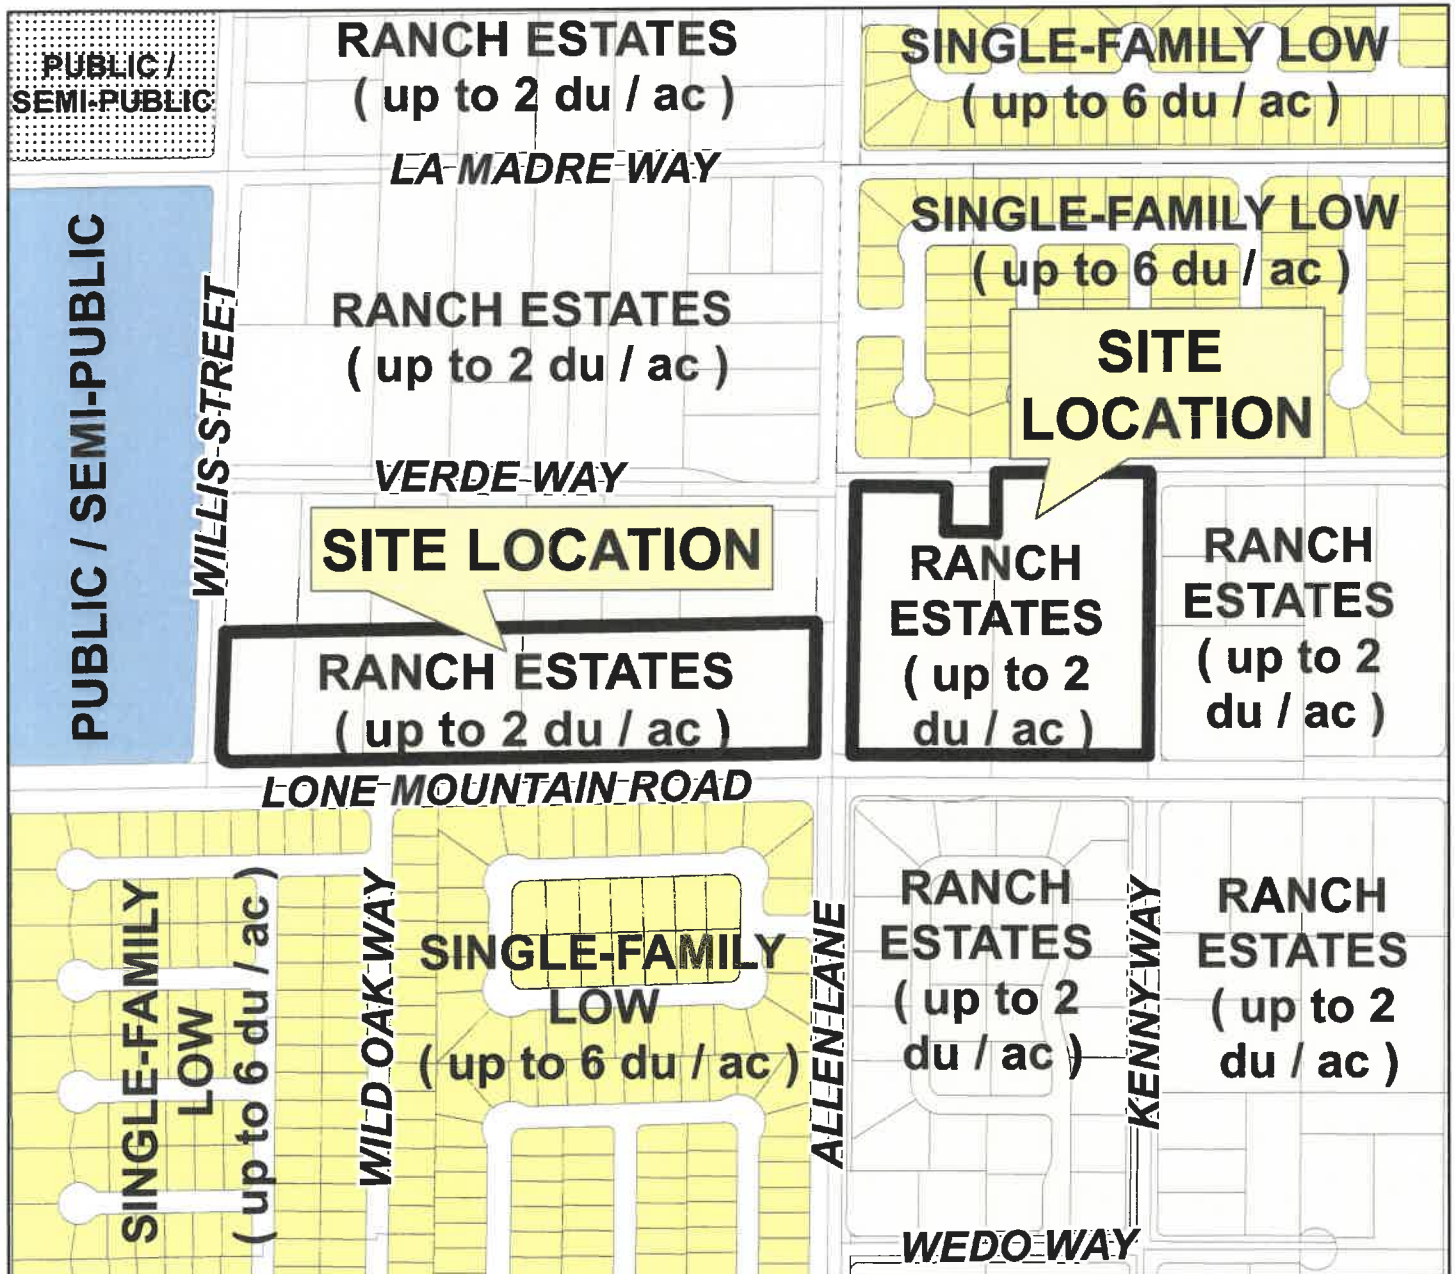 PUBLIC /
SEMI-PUBLIC
RANCH ESTATES
( up to 2 du / ac )
SINGLE-FAMILY LOW
( up to 6 du / ac )
LA MADRE WAY
PUBLIC / SEMI-PUBLIC
WILLIS STREET
RANCH ESTATES
( up to 2 du / ac )
SINGLE-FAMILY LOW
( up to 6 du / ac )
SITE
LOCATION
VERDE WAY
SITE LOCATION
RANCH ESTATES
( up to 2 du / ac )
RANCH
ESTATES
( up to 2
du / ac )
RANCH
ESTATES
( up to 2
du / ac )
LONE MOUNTAIN ROAD
SINGLE-FAMILY
LOW
( up to 6 du / ac )
WILD OAK WAY
SINGLE-FAMILY
LOW
( up to 6 du / ac )
ALLEN LANE
RANCH
ESTATES
( up to 2
du / ac )
KENNY WAY
RANCH
ESTATES
( up to 2
du / ac )
WEDO WAY